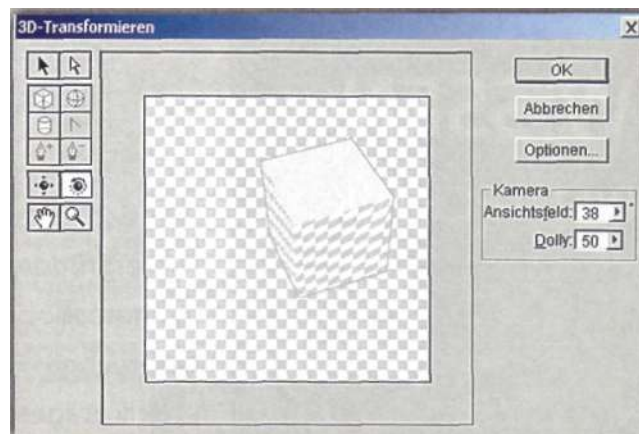 3D-Transformieren
OK
Abbrechen
Optionen...
Kamera
Ansichtsfeld: 38 °
Dolly: 50